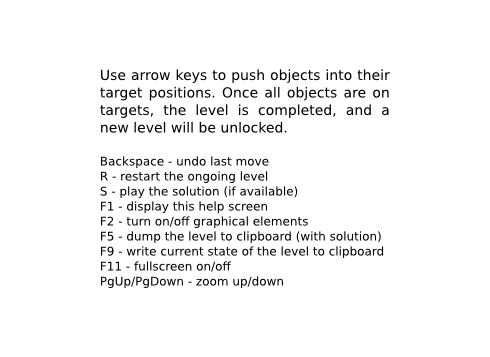 Use arrow keys to push objects into their
target positions. Once all objects are on
targets, the level is completed, and a
new level will be unlocked.
Backspace - undo last move
R - restart the ongoing level
S - play the solution (if available)
F1 - display this help screen
F2 - turn on/off graphical elements
F5 - dump the level to clipboard (with solution)
F9 - write current state of the level to clipboard
F11 - fullscreen on/off
PgUp/PgDown - zoom up/down